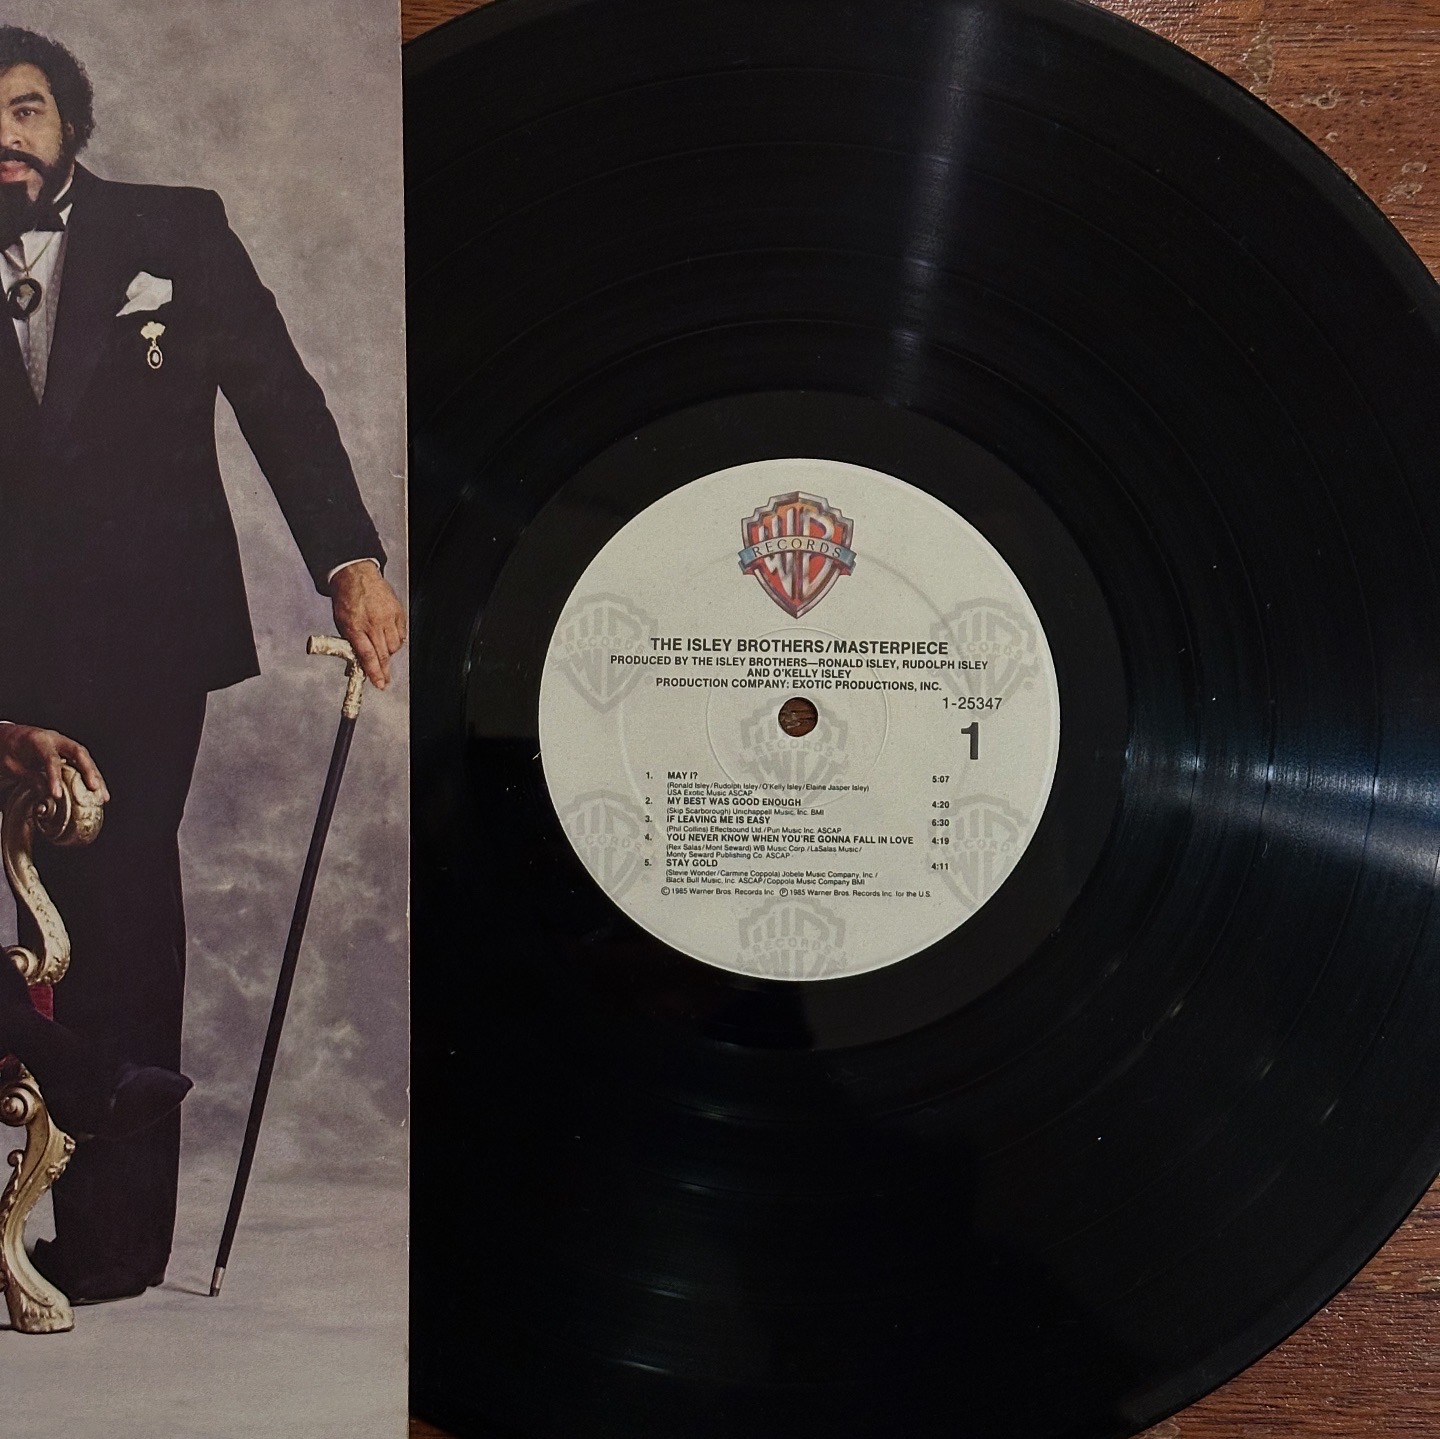 WB
RECORDS
THE ISLEY BROTHERS/MASTERPIECE
PRODUCED BY THE ISLEY BROTHERS—RONALD ISLEY, RUDOLPH ISLEY
AND O'KELLY ISLEY
PRODUCTION COMPANY: EXOTIC PRODUCTIONS, INC.
1-25347
1
1. MAY I? 5:07
(Ronald Isley/Rudolph Isley/O'Kelly Isley/Elaine Jasper Isley)
USA Exotic Music ASCAP
2. MY BEST WAS GOOD ENOUGH 4:20
(Skip Scarborough) Unichappell Music, Inc. BMI
3. IF LEAVING ME IS EASY 6:30
(Phil Collins) Effectsound Ltd./Pun Music Inc. ASCAP
4. YOU NEVER KNOW WHEN YOU'RE GONNA FALL IN LOVE 4:19
(Rex Salas/Mont Seward) WB Music Corp./LaSalas Music/
Monty Seward Publishing Co. ASCAP
5. STAY GOLD 4:11
(Stevie Wonder/Carmine Coppola) Jobete Music Company, Inc./
Black Bull Music, Inc. ASCAP/Coppola Music Company BMI
© 1985 Warner Bros. Records Inc. ℗ 1985 Warner Bros. Records Inc. for the U.S.